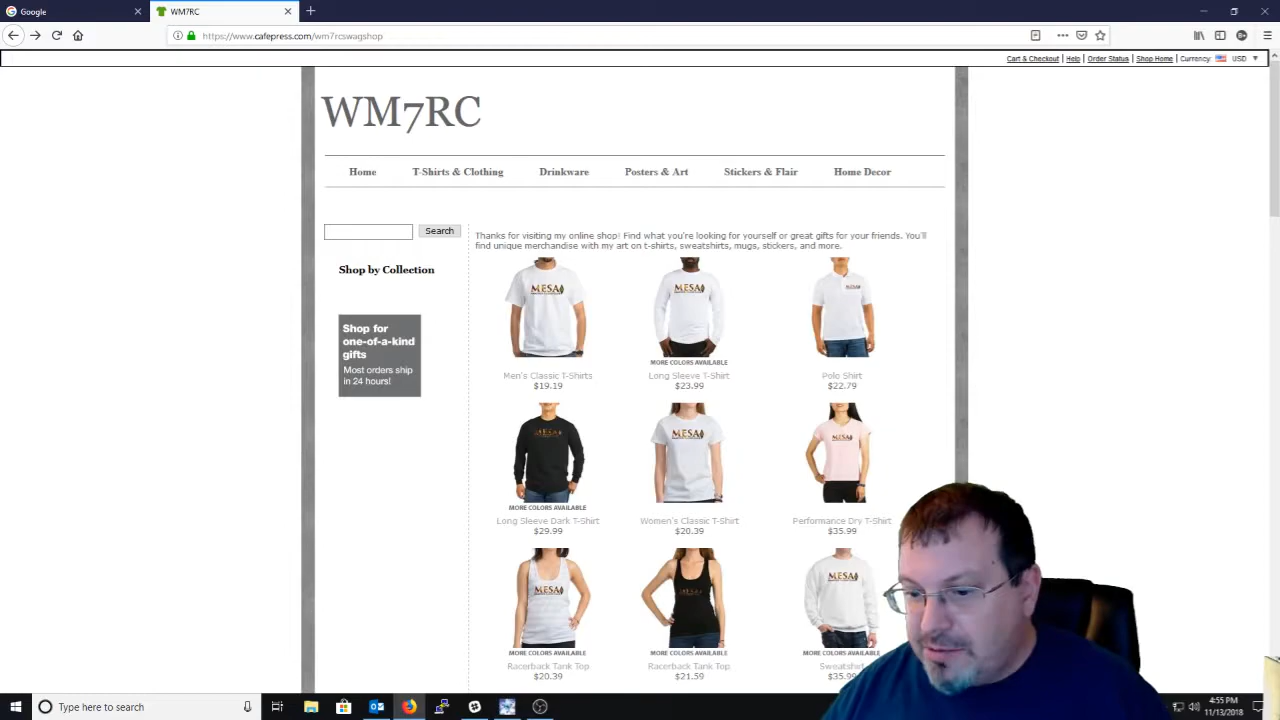 Google
WM7RC
https://www.cafepress.com/wm7rcswagshop
Cart & Checkout | Help | Order Status | Shop Home | Currency USD
WM7RC
Home T-Shirts & Clothing Drinkware Posters & Art Stickers & Flair Home Decor
Search
Thanks for visiting my online shop! Find what you're looking for yourself or great gifts for your friends. You'll
find unique merchandise with my art on t-shirts, sweatshirts, mugs, stickers, and more.
Shop by Collection
Shop for
one-of-a-kind
gifts
Most orders ship
in 24 hours!
MESA MESA MESA
MORE COLORS AVAILABLE
Men's Classic T-Shirts Long Sleeve T-Shirt Polo Shirt
$19.19 $23.99 $22.79
MESA MESA MESA
MORE COLORS AVAILABLE
Long Sleeve Dark T-Shirt Women's Classic T-Shirt Performance Dry T-Shirt
$29.99 $20.39 $35.99
MESA MESA MESA
MORE COLORS AVAILABLE MORE COLORS AVAILABLE MORE COLORS AVAILABLE
Racerback Tank Top Racerback Tank Top Sweatshirt
$20.39 $21.59 $35.99
Type here to search
4:55 PM
11/13/2018